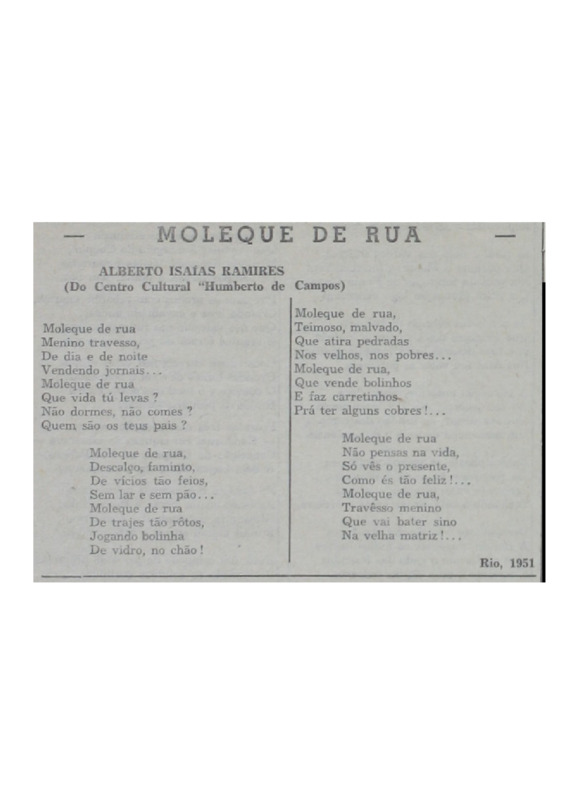 — MOLEQUE DE RUA —
ALBERTO ISAÍAS RAMIRES
(Do Centro Cultural "Humberto de Campos)
Moleque de rua
Menino travesso,
De dia e de noite
Vendendo jornais...
Moleque de rua
Que vida tú levas ?
Não dormes, não comes ?
Quem são os teus pais ?
Moleque de rua,
Descalço, faminto,
De vícios tão feios,
Sem lar e sem pão...
Moleque de rua
De trajes tão rôtos,
Jogando bolinha
De vidro, no chão !
Moleque de rua,
Teimoso, malvado,
Que atira pedradas
Nos velhos, nos pobres...
Moleque de rua,
Que vende bolinhos
E faz carretinhos
Prá ter alguns cobres !...
Moleque de rua
Não pensas na vida,
Só vês o presente,
Como és tão feliz !...
Moleque de rua,
Travêsso menino
Que vai bater sino
Na velha matriz !...
Rio, 1951